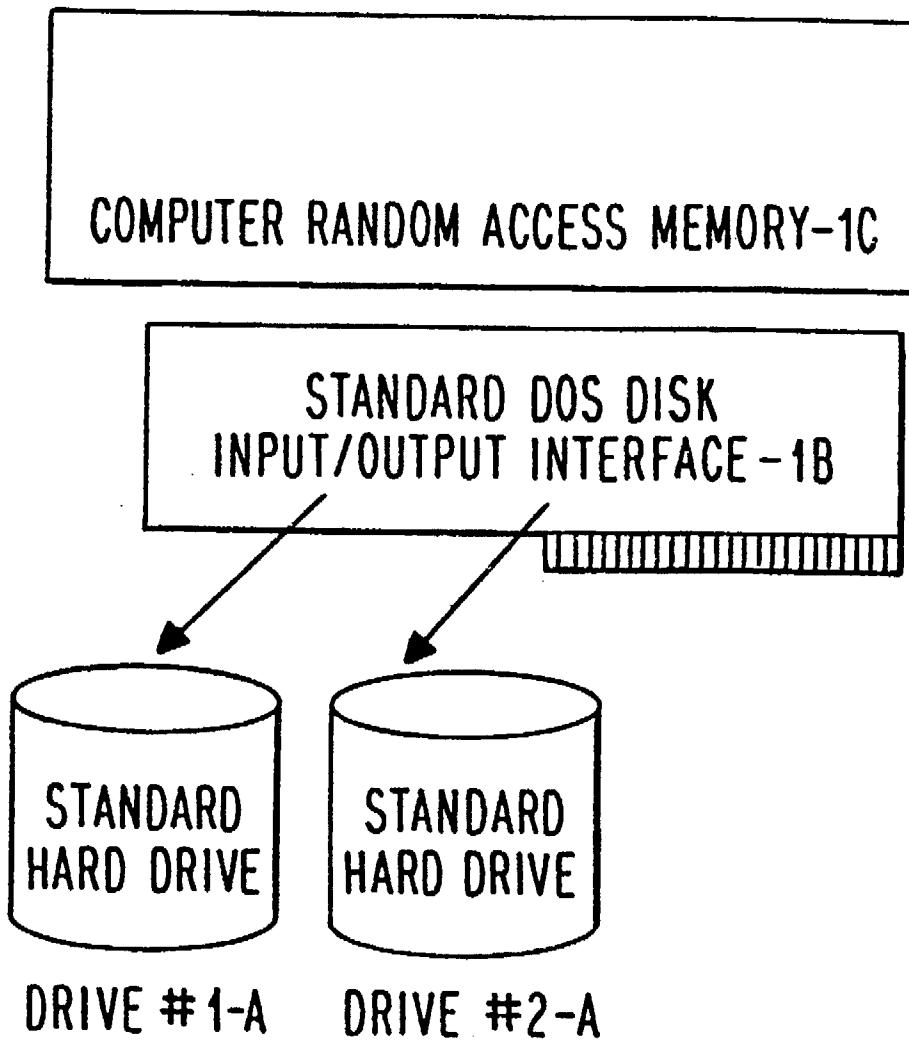 COMPUTER RANDOM ACCESS MEMORY-1C
STANDARD DOS DISK
INPUT/OUTPUT INTERFACE-1B
STANDARD
HARD DRIVE
STANDARD
HARD DRIVE
DRIVE #1-A
DRIVE #2-A